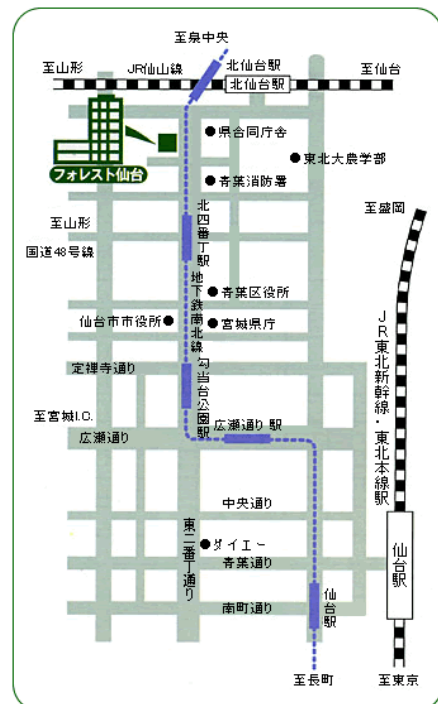 至泉中央
北仙台駅
至山形
JR仙山線
北仙台駅
至仙台
県合同庁舎
東北大農学部
フォレスト仙台
青葉消防署
至盛岡
北四番丁駅
至山形
国道48号線
地下鉄南北線
青葉区役所
仙台市市役所
宮城県庁
JR東北新幹線・東北本線駅
定禅寺通り
勾当台公園駅
至宮城I.C.
広瀬通り
広瀬通り 駅
中央通り
東二番丁通り
ダイエー
仙台駅
青葉通り
仙台駅
南町通り
至長町
至東京